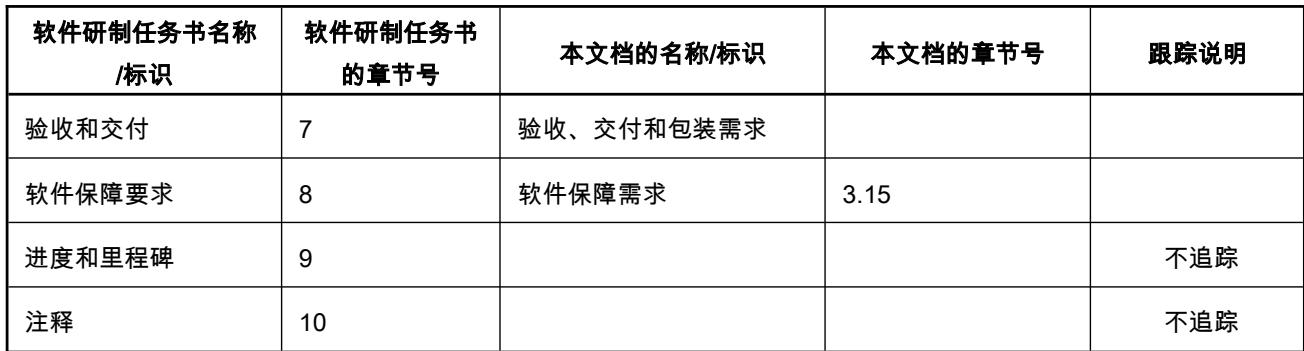 软件研制任务书名称/标识 软件研制任务书的章节号 本文档的名称/标识 本文档的章节号 跟踪说明
验收和交付 7 验收、交付和包装需求
软件保障要求 8 软件保障需求 3.15
进度和里程碑 9 不追踪
注释 10 不追踪